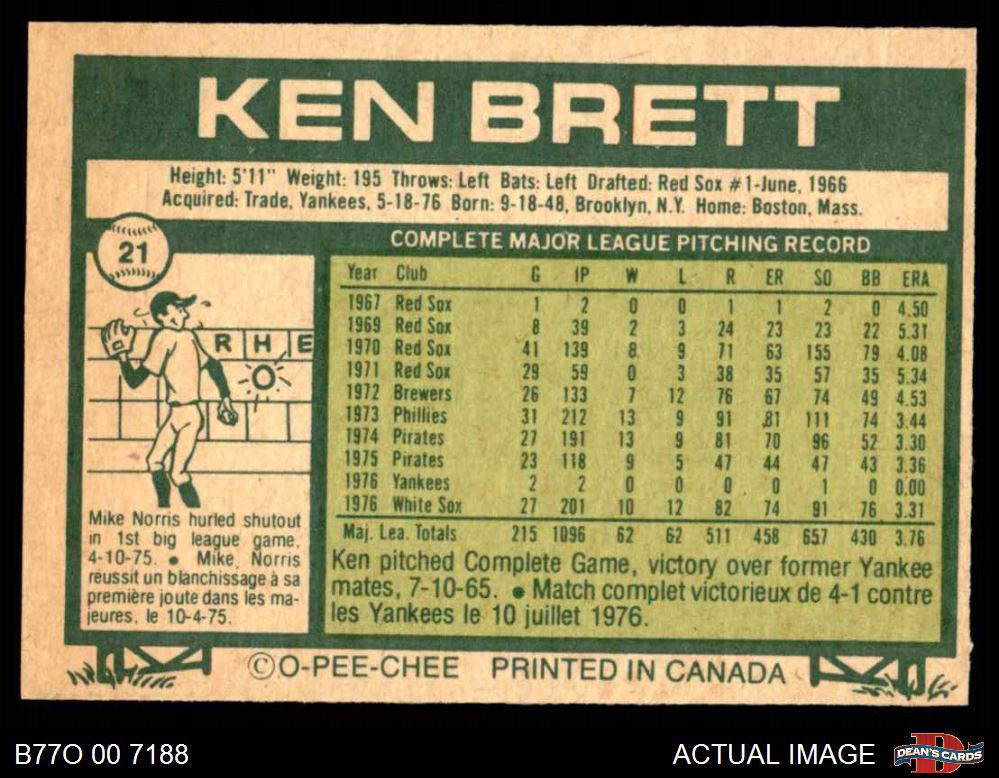 KEN BRETT
Height: 5'11" Weight: 195 Throws: Left Bats: Left Drafted: Red Sox #1-June, 1966
Acquired: Trade, Yankees, 5-18-76 Born: 9-18-48, Brooklyn, N.Y. Home: Boston, Mass.
21
COMPLETE MAJOR LEAGUE PITCHING RECORD
Year Club G IP W L R ER SO BB ERA
1967 Red Sox 1 2 0 0 1 1 2 0 4.50
1969 Red Sox 8 39 2 3 24 23 23 22 5.31
1970 Red Sox 41 139 8 9 71 63 155 79 4.08
1971 Red Sox 29 59 0 3 38 35 57 35 5.34
1972 Brewers 26 133 7 12 76 67 74 49 4.53
1973 Phillies 31 212 13 9 91 81 111 74 3.44
1974 Pirates 27 191 13 9 81 70 96 52 3.30
1975 Pirates 23 118 9 5 47 44 47 43 3.36
1976 Yankees 2 2 0 0 0 0 1 0 0.00
1976 White Sox 27 201 10 12 82 74 91 76 3.31
Maj. Lea. Totals 215 1096 62 62 511 458 657 430 3.76
R H E
O
Mike Norris hurled shutout
in 1st big league game,
4-10-75. ● Mike, Norris
réussit un blanchissage à sa
première joute dans les ma-
jeures, le 10-4-75.
Ken pitched Complete Game, victory over former Yankee
mates, 7-10-65. ● Match complet victorieux de 4-1 contre
les Yankees le 10 juillet 1976.
©O-PEE-CHEE PRINTED IN CANADA
B77O 00 7188
ACTUAL IMAGE
D
DEAN'S CARDS